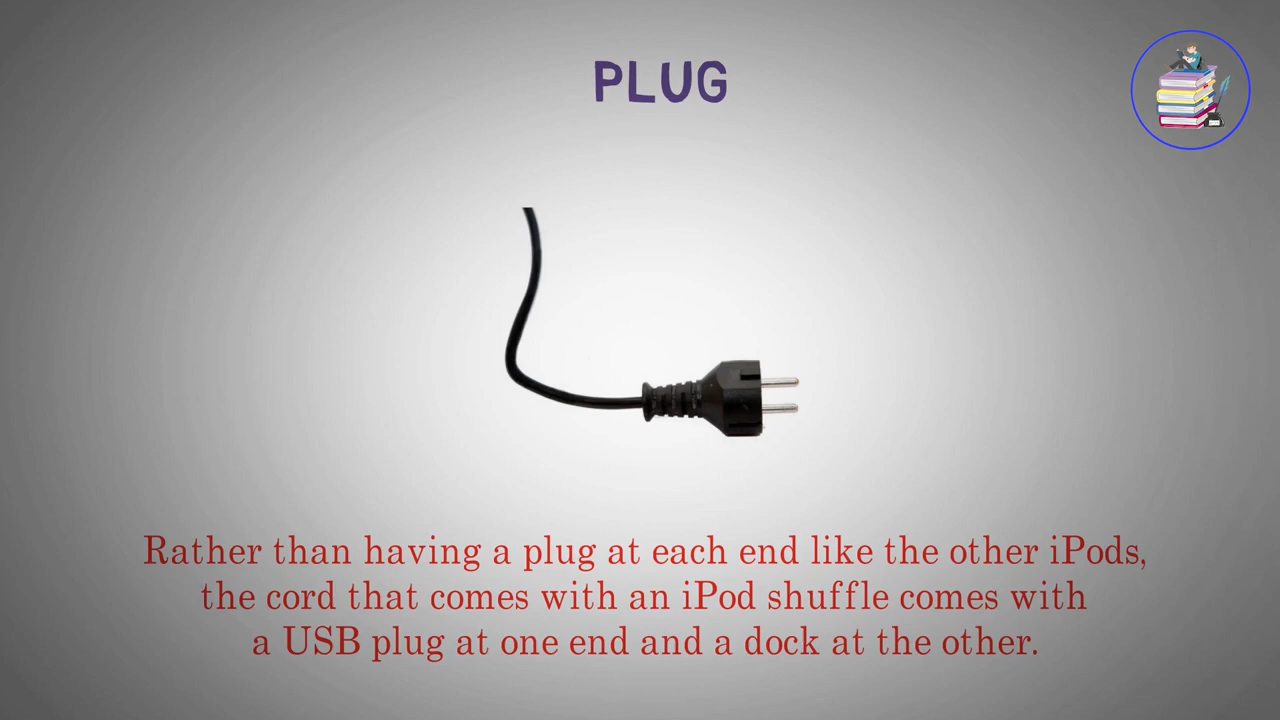 PLUG
Rather than having a plug at each end like the other iPods,
the cord that comes with an iPod shuffle comes with
a USB plug at one end and a dock at the other.